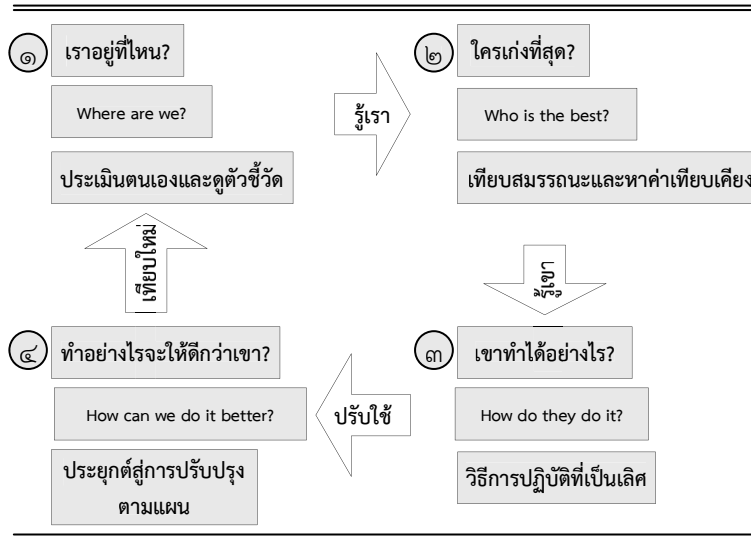 ๑
เราอยู่ที่ไหน?
Where are we?
ประเมินตนเองและดูตัวชี้วัด
รู้เรา
๒
ใครเก่งที่สุด?
Who is the best?
เทียบสมรรถนะและหาค่าเทียบเคียง
รู้เขา
๓
เขาทำได้อย่างไร?
How do they do it?
วิธีการปฏิบัติที่เป็นเลิศ
ปรับใช้
๔
ทำอย่างไรจะให้ดีกว่าเขา?
How can we do it better?
ประยุกต์สู่การปรับปรุง
ตามแผน
เทียบใหม่